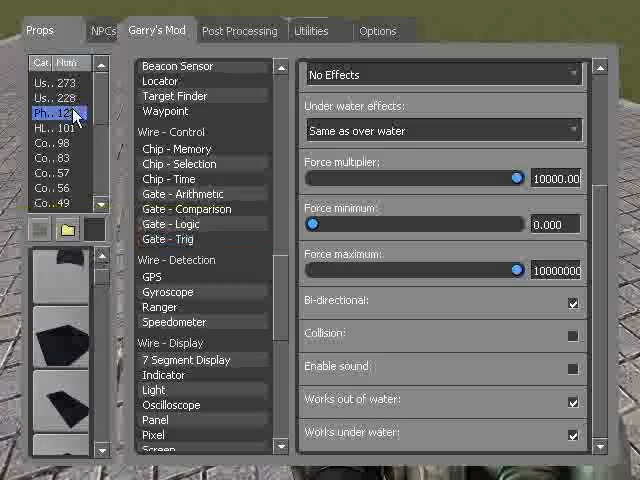 Props NPCs Garry's Mod Post Processing Utilities Options
Cat. Num
Us.. 273
Us.. 228
Ph..
HL.. 101
Co.. 98
Co.. 83
Co.. 57
Co.. 56
Co.. 49
Beacon Sensor
Locator
Target Finder
Waypoint
Wire - Control
Chip - Memory
Chip - Selection
Chip - Time
Gate - Arithmetic
Gate - Comparison
Gate - Logic
Gate - Trig
Wire - Detection
GPS
Gyroscope
Ranger
Speedometer
Wire - Display
7 Segment Display
Indicator
Light
Oscilloscope
Panel
Pixel
Screen
No Effects
Under water effects:
Same as over water
Force multiplier:
10000.00
Force minimum:
0.000
Force maximum:
10000000
Bi-directional:
Collision:
Enable sound:
Works out of water:
Works under water: